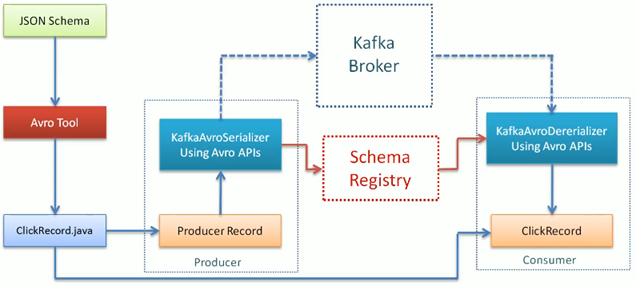 JSON Schema
Kafka
Broker
Avro Tool
KafkaAvroSerializer
Using Avro APIs
Schema
Registry
KafkaAvroDererializer
Using Avro APIs
ClickRecord.java
Producer Record
ClickRecord
Producer
Consumer